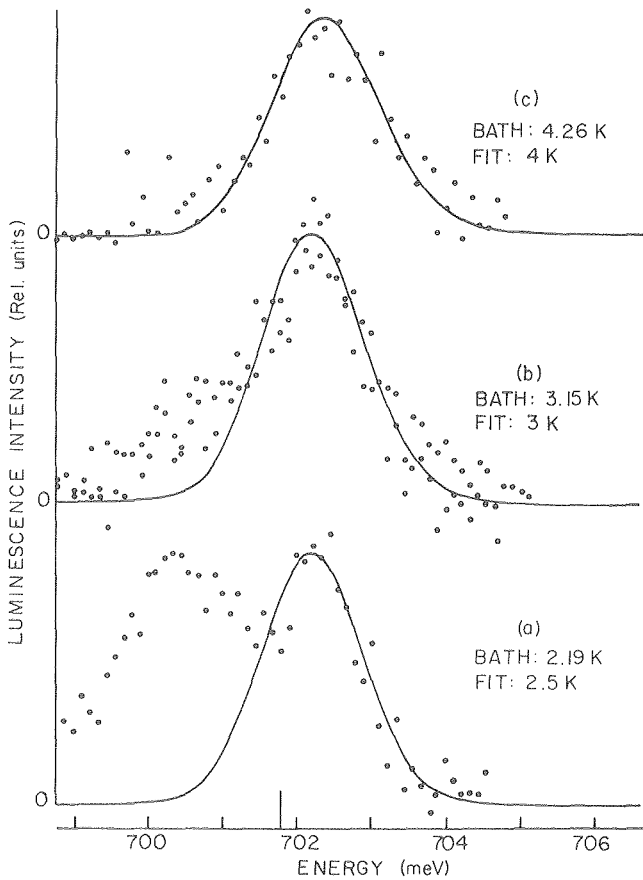 (c)
BATH: 4.26 K
FIT: 4 K
0
(b)
BATH: 3.15 K
FIT: 3 K
0
(a)
BATH: 2.19 K
FIT: 2.5 K
0
LUMINESCENCE INTENSITY (Rel. units)
700 702 704 706
ENERGY (meV)